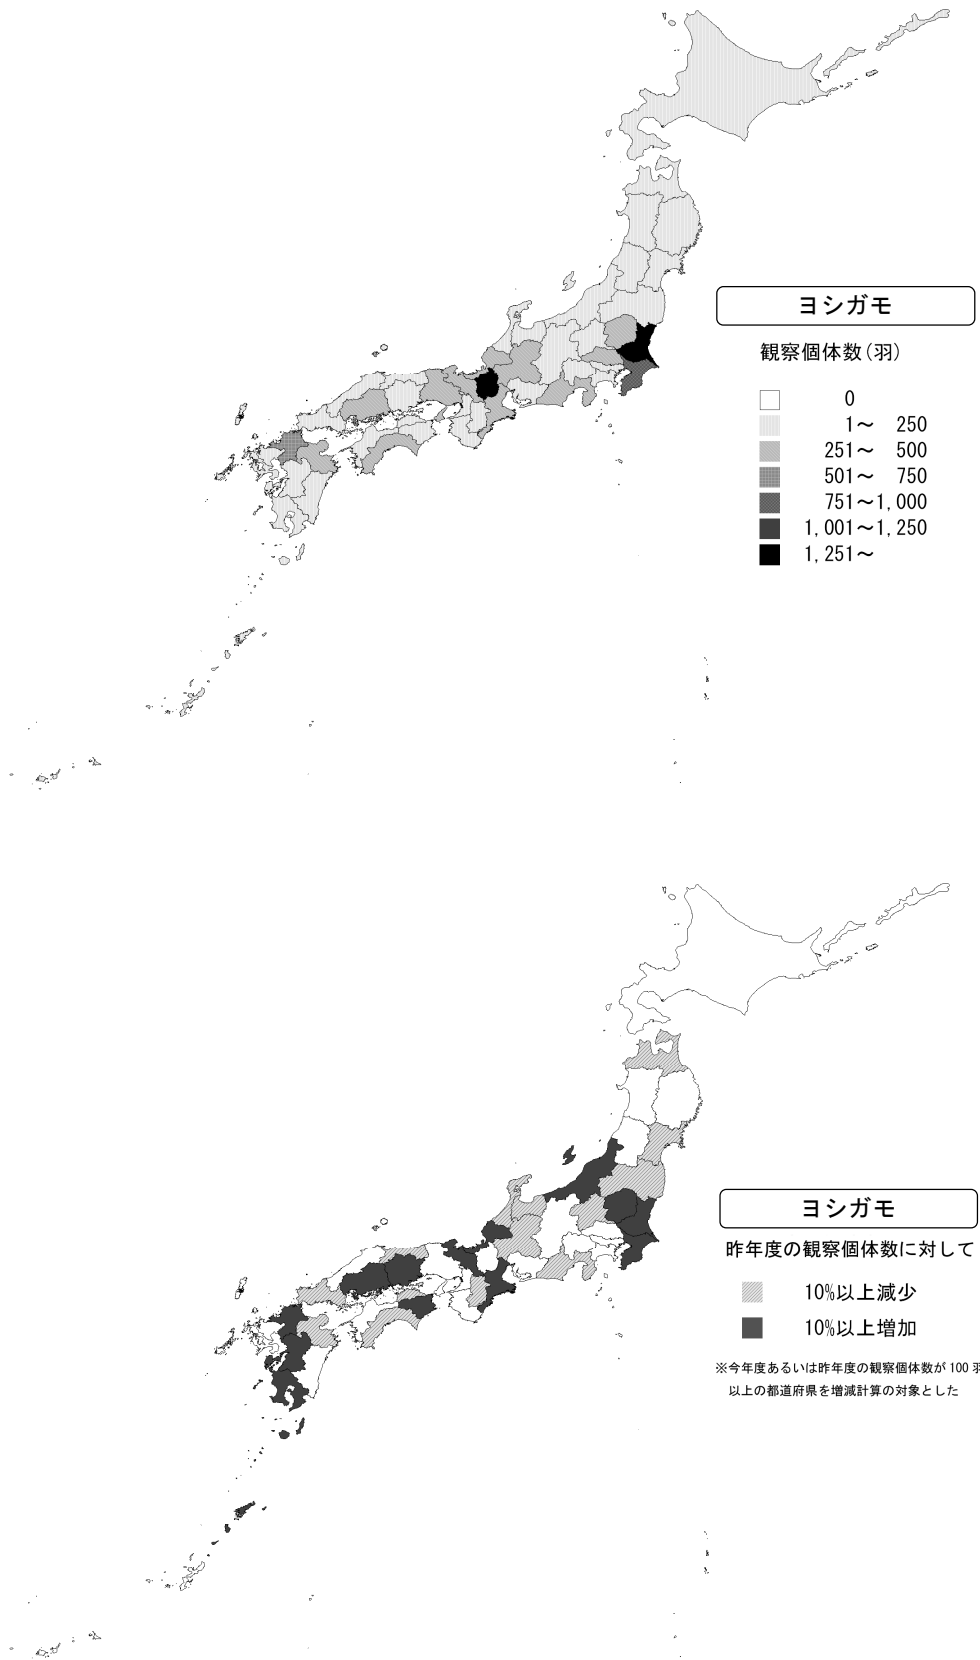 ヨシガモ
観察個体数(羽)
0
1～ 250
251～ 500
501～ 750
751～1,000
1,001～1,250
1,251～
ヨシガモ
昨年度の観察個体数に対して
10%以上減少
10%以上増加
※今年度あるいは昨年度の観察個体数が 100 羽
以上の都道府県を増減計算の対象とした